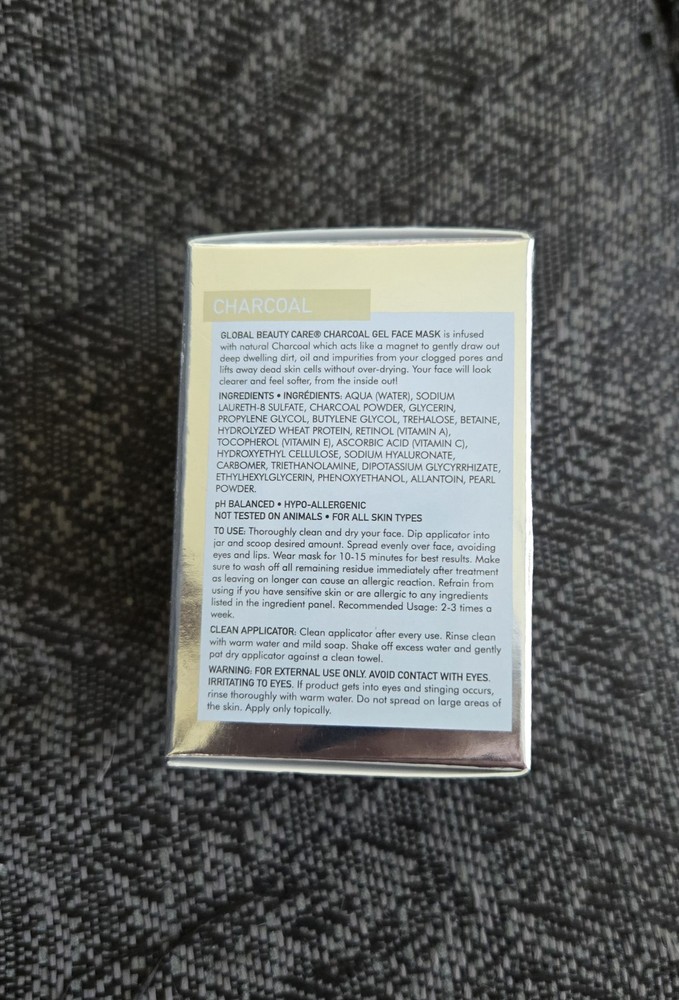 CHARCOAL
GLOBAL BEAUTY CARE® CHARCOAL GEL FACE MASK is infused
with natural Charcoal which acts like a magnet to gently draw out
deep dwelling dirt, oil and impurities from your clogged pores and
lifts away dead skin cells without over-drying. Your face will look
clearer and feel softer, from the inside out!
INGREDIENTS • INGRÉDIENTS: AQUA (WATER), SODIUM
LAURETH-8 SULFATE, CHARCOAL POWDER, GLYCERIN,
PROPYLENE GLYCOL, BUTYLENE GLYCOL, TREHALOSE, BETAINE,
HYDROLYZED WHEAT PROTEIN, RETINOL (VITAMIN A),
TOCOPHEROL (VITAMIN E), ASCORBIC ACID (VITAMIN C),
HYDROXYETHYL CELLULOSE, SODIUM HYALURONATE,
CARBOMER, TRIETHANOLAMINE, DIPOTASSIUM GLYCYRRHIZATE,
ETHYLHEXYLGLYCERIN, PHENOXYETHANOL, ALLANTOIN, PEARL
POWDER.
pH BALANCED • HYPO-ALLERGENIC
NOT TESTED ON ANIMALS • FOR ALL SKIN TYPES
TO USE: Thoroughly clean and dry your face. Dip applicator into
jar and scoop desired amount. Spread evenly over face, avoiding
eyes and lips. Wear mask for 10-15 minutes for best results. Make
sure to wash off all remaining residue immediately after treatment
as leaving on longer can cause an allergic reaction. Refrain from
using if you have sensitive skin or are allergic to any ingredients
listed in the ingredient panel. Recommended Usage: 2-3 times a
week.
CLEAN APPLICATOR: Clean applicator after every use. Rinse clean
with warm water and mild soap. Shake off excess water and gently
pat dry applicator against a clean towel.
WARNING: FOR EXTERNAL USE ONLY. AVOID CONTACT WITH EYES.
IRRITATING TO EYES. If product gets into eyes and stinging occurs,
rinse thoroughly with warm water. Do not spread on large areas of
the skin. Apply only topically.